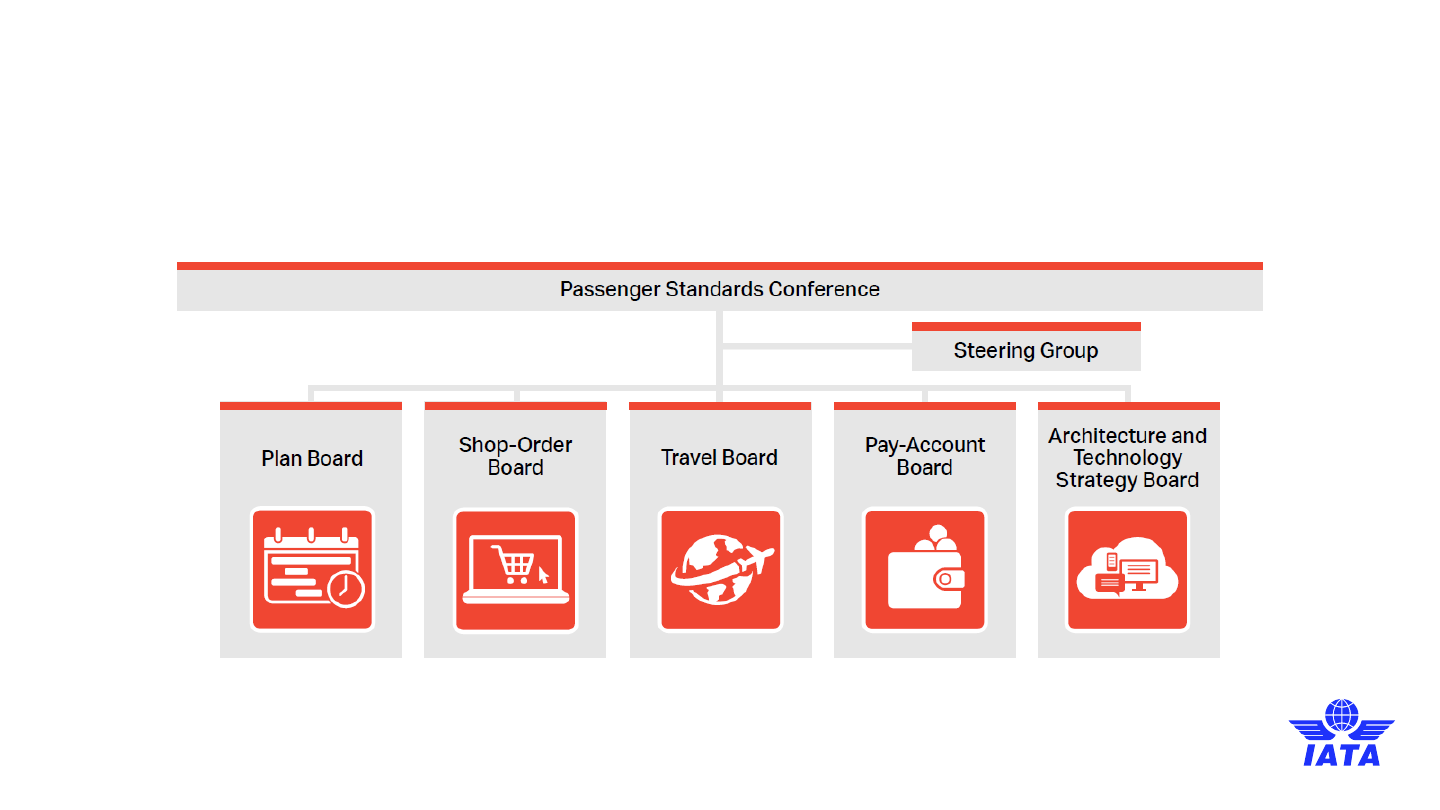 Passenger Standards Conference
Steering Group
Plan Board
Shop-Order
Board
Travel Board
Pay-Account
Board
Architecture and
Technology
Strategy Board
IATA